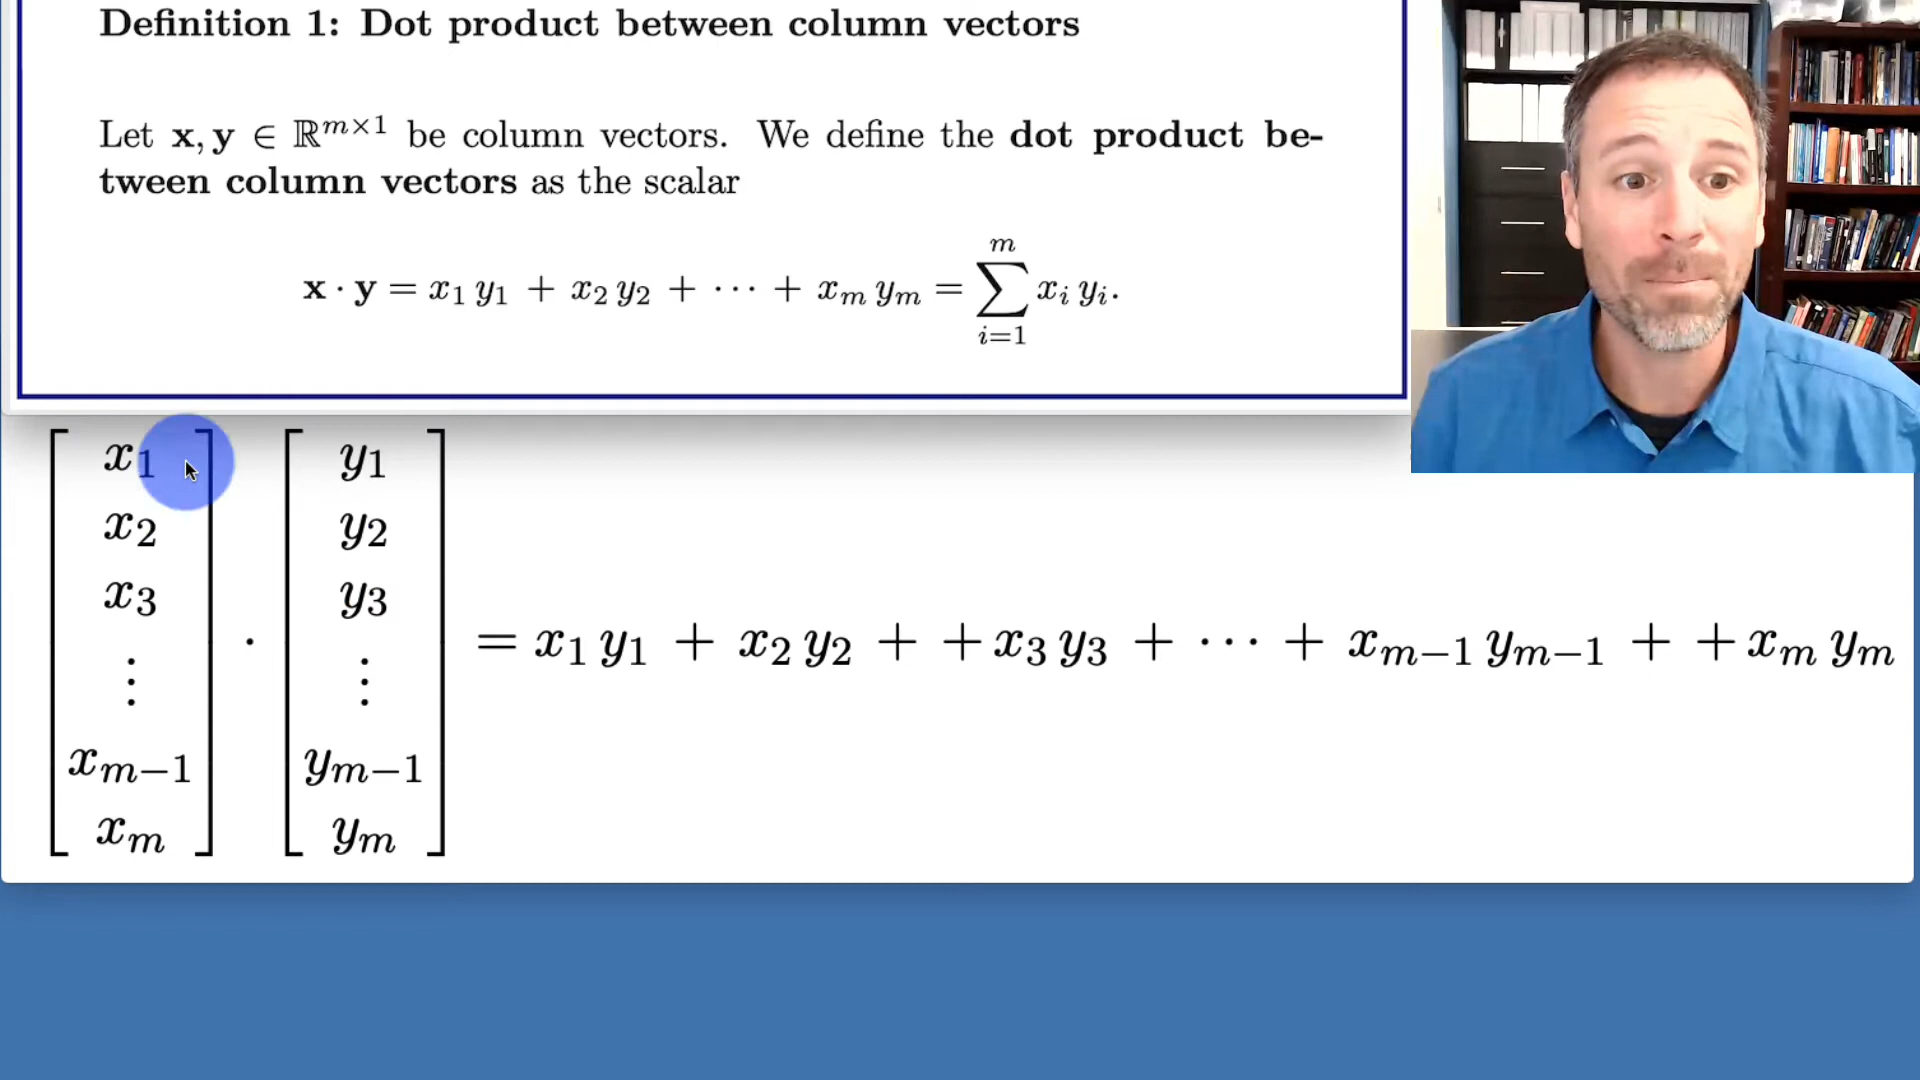 Definition 1: Dot product between column vectors
Let x, y ∈ ℝ^{m×1} be column vectors. We define the dot product be-
tween column vectors as the scalar
x · y = x_1 y_1 + x_2 y_2 + ⋯ + x_m y_m = ∑_{i=1}^{m} x_i y_i.
[x_1 x_2 x_3 ⋮ x_{m−1} x_m] · [y_1 y_2 y_3 ⋮ y_{m−1} y_m] = x_1 y_1 + x_2 y_2 + +x_3 y_3 + ⋯ + x_{m−1} y_{m−1} + +x_m y_m